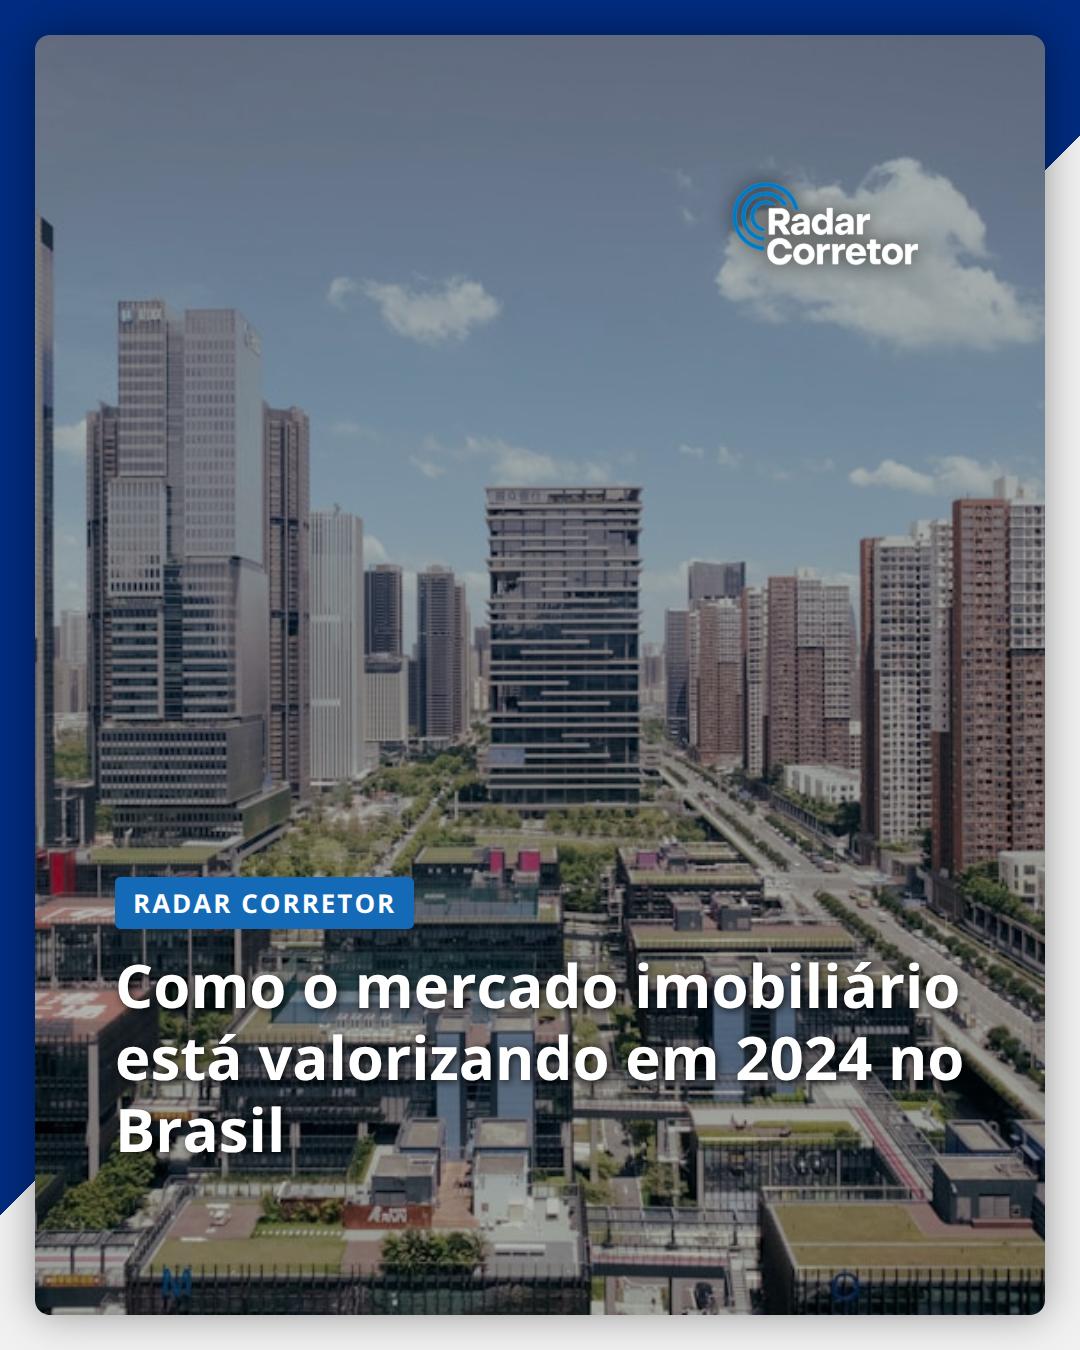 Radar
Corretor
RADAR CORRETOR
Como o mercado imobiliário
está valorizando em 2024 no
Brasil